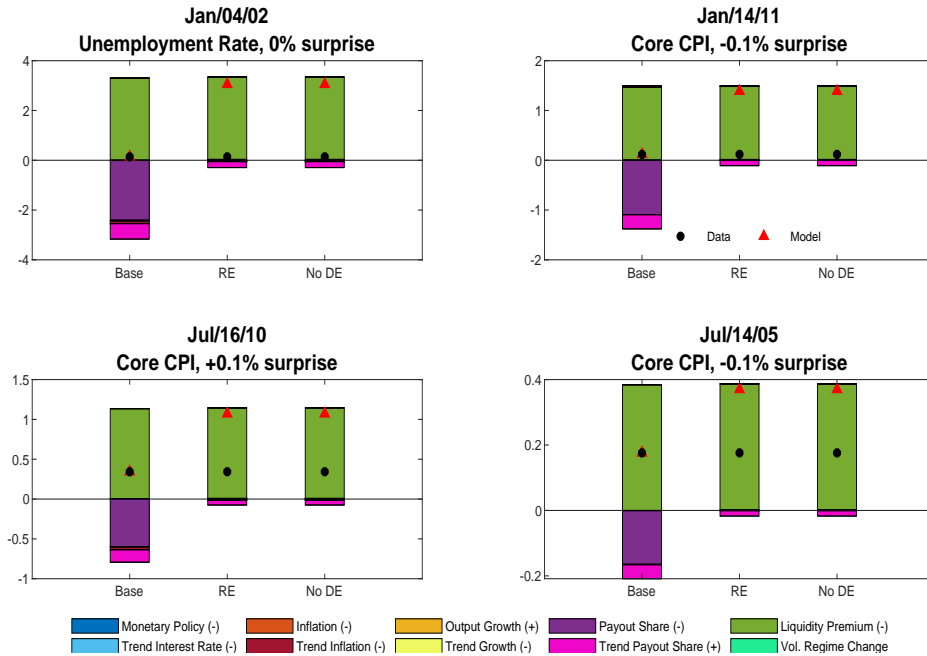 Jan/04/02
Unemployment Rate, 0% surprise
4
2
0
-2
-4
Base RE No DE
Jan/14/11
Core CPI, -0.1% surprise
2
1
0
-1
-2
Data Model
Base RE No DE
Jul/16/10
Core CPI, +0.1% surprise
1.5
1
0.5
0
-0.5
-1
Base RE No DE
Jul/14/05
Core CPI, -0.1% surprise
0.4
0.2
0
-0.2
Base RE No DE
Monetary Policy (-) Inflation (-) Output Growth (+) Payout Share (-) Liquidity Premium (-)
Trend Interest Rate (-) Trend Inflation (-) Trend Growth (-) Trend Payout Share (+) Vol. Regime Change